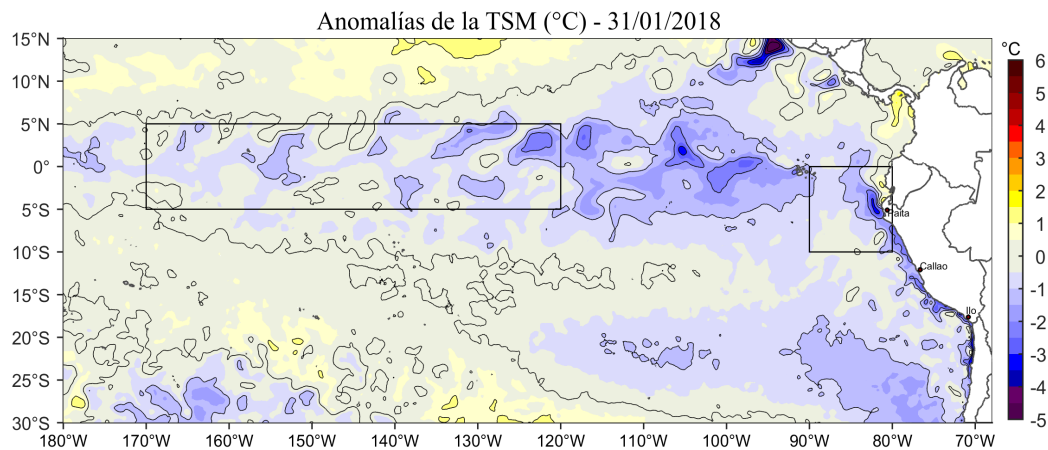 Anomalías de la TSM (°C) - 31/01/2018
°C
15°N
10°N
5°N
0°
5°S
10°S
15°S
20°S
25°S
30°S
Paita
Callao
Ilo
6
5
4
3
2
1
0
-1
-2
-3
-4
-5
180°W
170°W
160°W
150°W
140°W
130°W
120°W
110°W
100°W
90°W
80°W
70°W